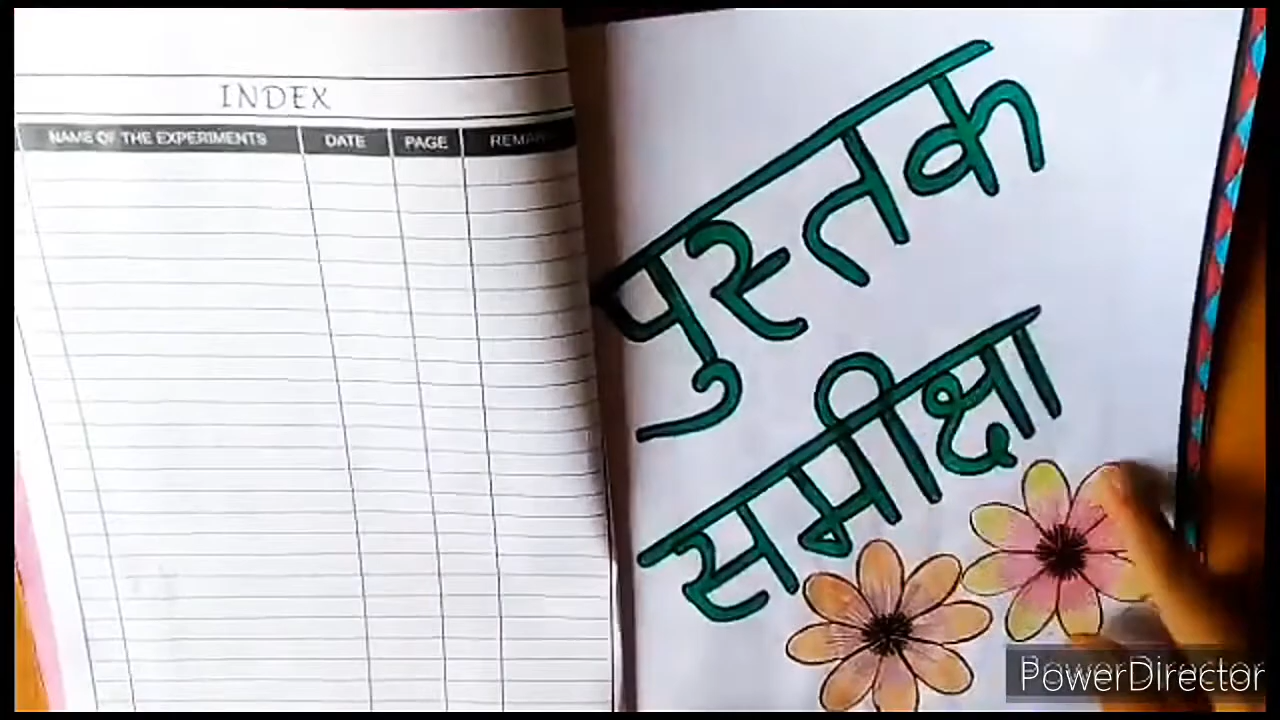 INDEX
NAME OF THE EXPERIMENTS DATE PAGE
पुस्तक
समीक्षा
PowerDirector